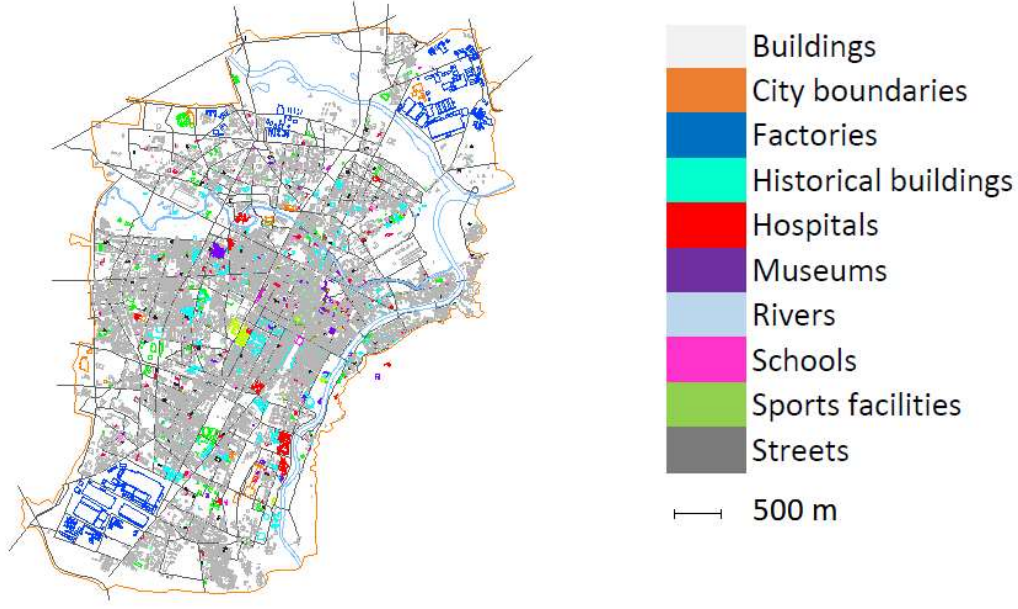 Buildings
City boundaries
Factories
Historical buildings
Hospitals
Museums
Rivers
Schools
Sports facilities
Streets
500 m